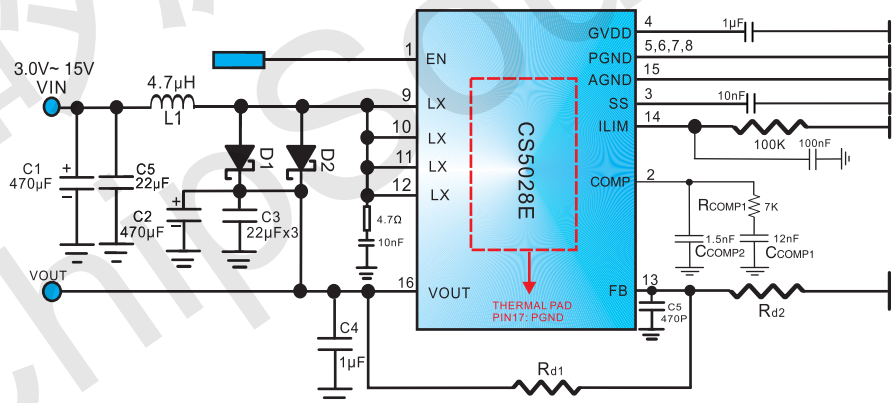 3.0V~ 15V
VIN
4.7µH
L1
C1
470µF
C5
22µF
D1
D2
C2
470µF
C3
22µFx3
4.7Ω
10nF
VOUT
C4
1µF
1
EN
9
LX
10
LX
11
LX
12
LX
16
VOUT
CS5028E
THERMAL PAD
PIN17: PGND
GVDD
4
1µF
PGND
5,6,7,8
AGND
15
SS
3
10nF
ILIM
14
100K
100nF
COMP
2
RCOMP1
7K
1.5nF
CCOMP2
12nF
CCOMP1
FB
13
C5
470P
Rd2
Rd1